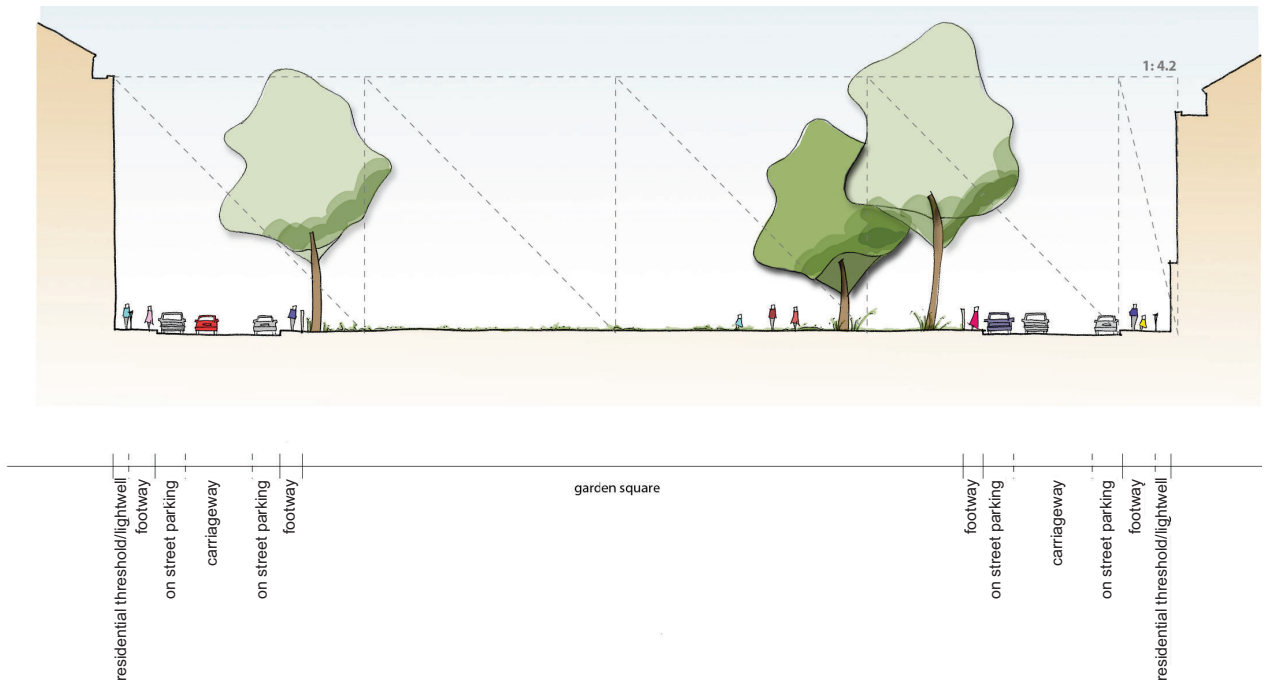 1:4.2
garden square
residential threshold/lightwell
footway
on street parking
carriageway
on street parking
footway
footway
on street parking
carriageway
on street parking
footway
residential threshold/lightwell